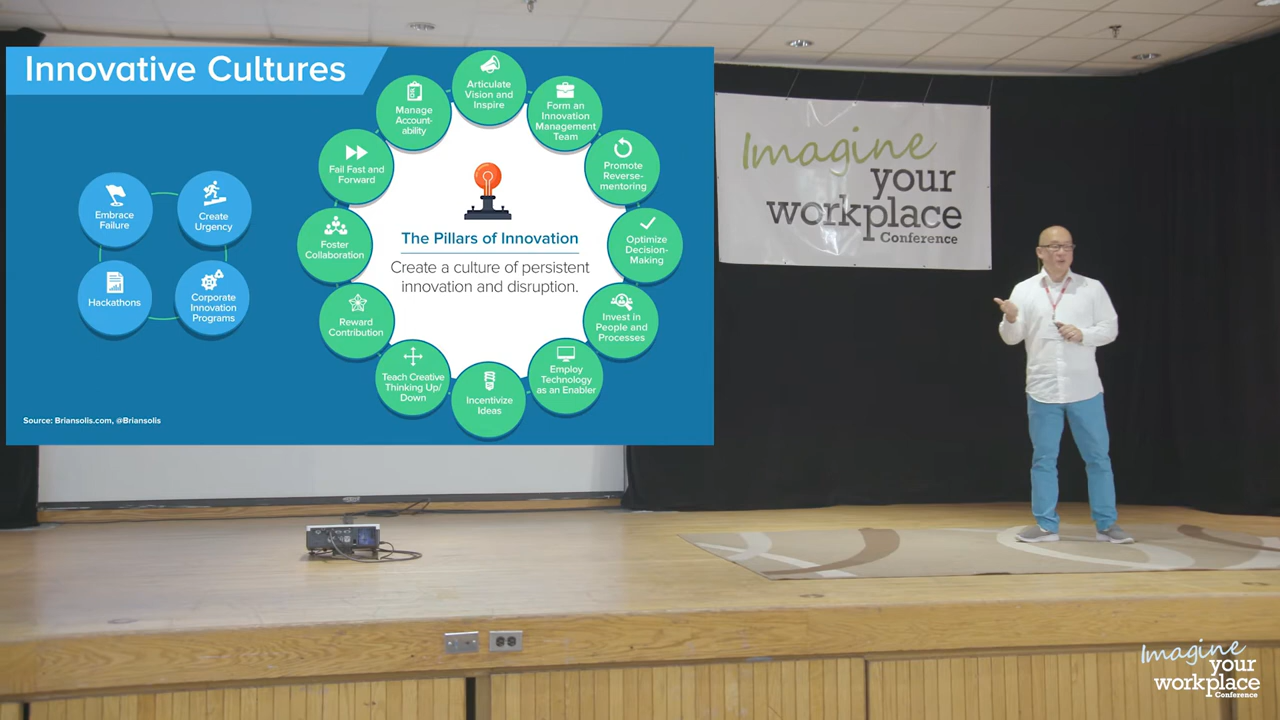 Innovative Cultures
Embrace
Failure
Create
Urgency
Hackathons
Corporate
Innovation
Programs
Articulate
Vision and
Inspire
Form an
Innovation
Management
Team
Promote
Reverse-
mentoring
Optimize
Decision-
Making
Invest in
People and
Processes
Employ
Technology
as an Enabler
Incentivize
Ideas
Teach Creative
Thinking Up/
Down
Reward
Contribution
Foster
Collaboration
Fail Fast and
Forward
Manage
Account-
ability
The Pillars of Innovation
Create a culture of persistent
innovation and disruption.
Source: Briansolis.com, @Briansolis
Imagine
your
workplace
Conference
Imagine
your
workplace
Conference